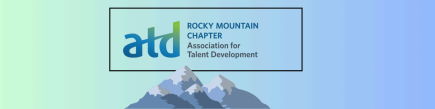 atd
ROCKY MOUNTAIN
CHAPTER
Association for
Talent Development